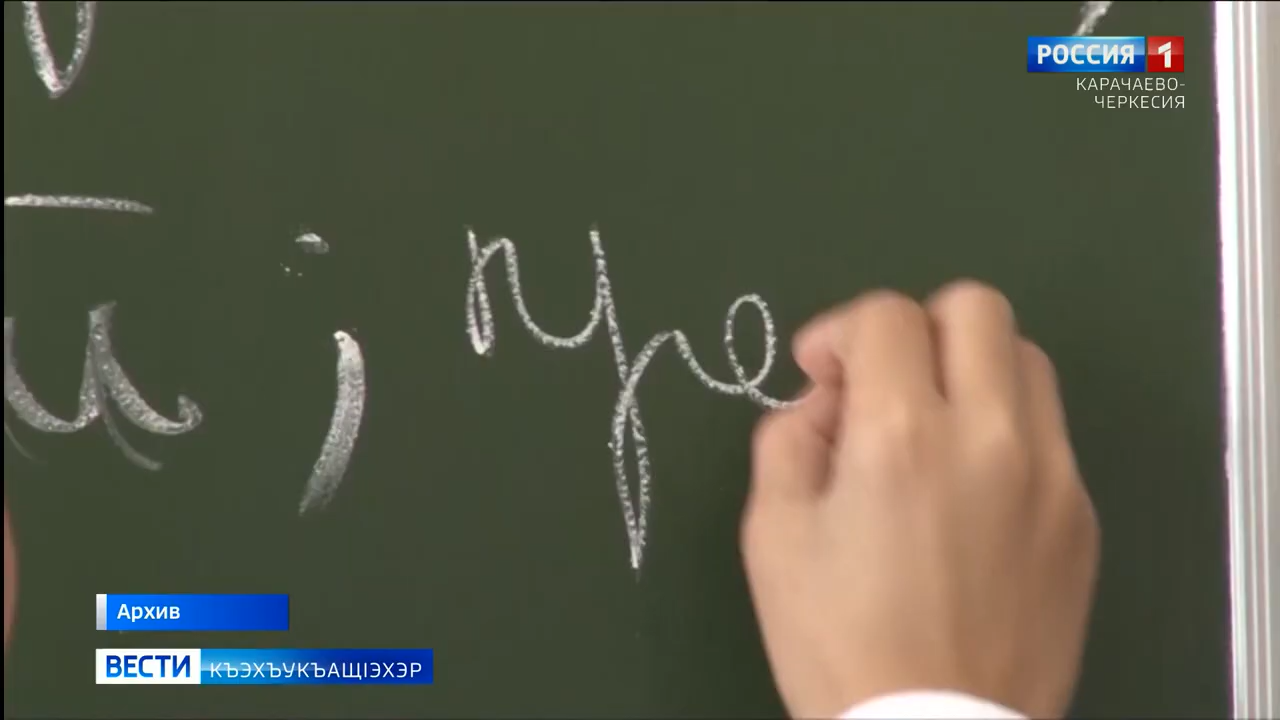 РОССИЯ 1
КАРАЧАЕВО-
ЧЕРКЕСИЯ
; пре
Архив
ВЕСТИ КЪЭХЪУКЪАЩІЭХЭР